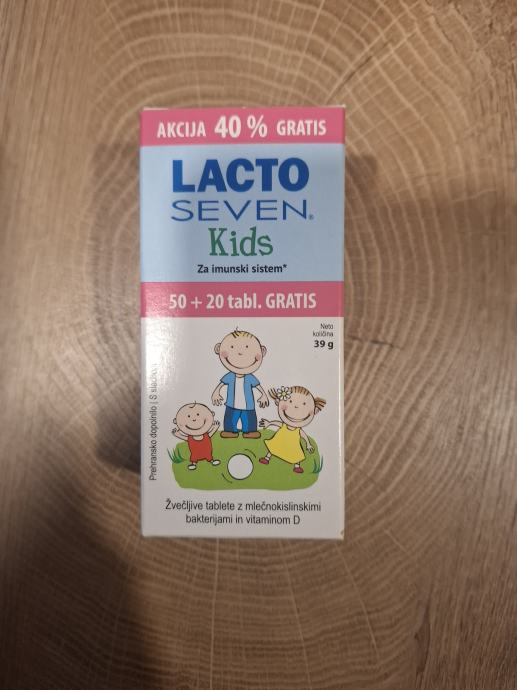 AKCIJA 40 % GRATIS
LACTO
SEVEN®
Kids
Za imunski sistem*
50 + 20 tabl. GRATIS
Neto
količina
39 g
Prehransko dopolnilo | S
Žvečljive tablete z mlečnokislinskimi
bakterijami in vitaminom D